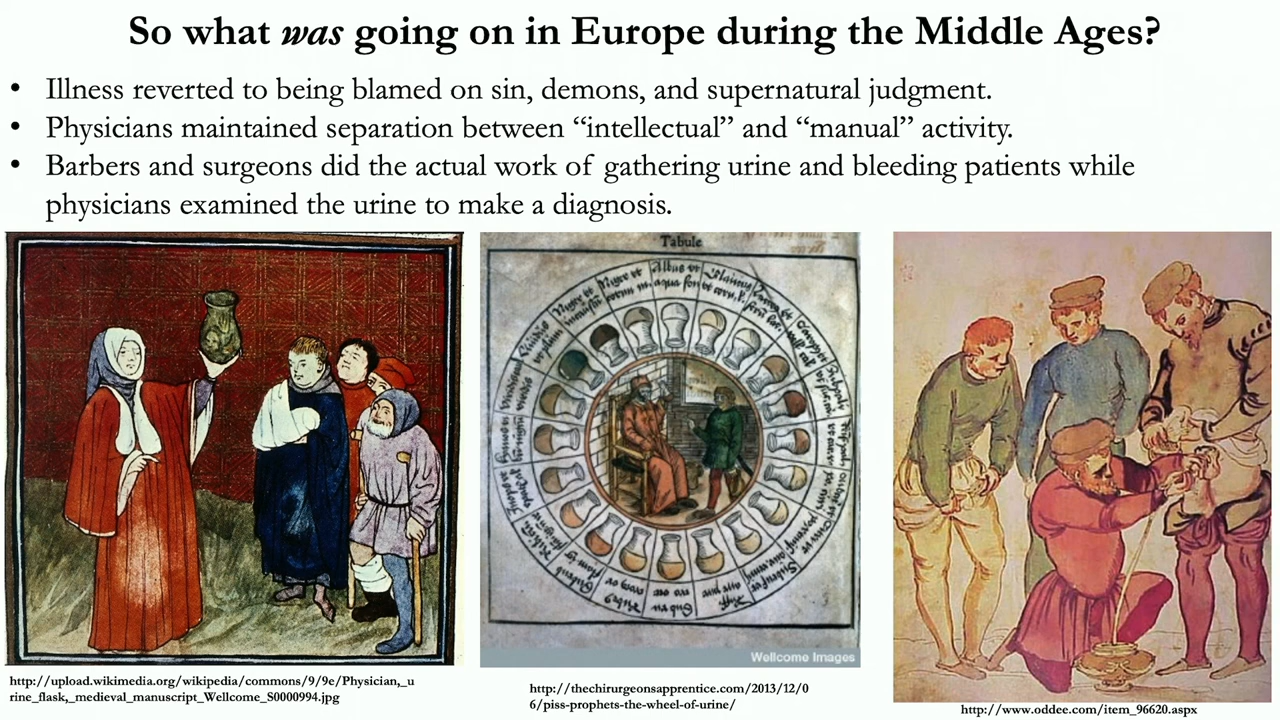 So what was going on in Europe during the Middle Ages?
• Illness reverted to being blamed on sin, demons, and supernatural judgment.
• Physicians maintained separation between “intellectual” and “manual” activity.
• Barbers and surgeons did the actual work of gathering urine and bleeding patients while
physicians examined the urine to make a diagnosis.
Tabule
Wellcome Images
http://upload.wikimedia.org/wikipedia/commons/9/9e/Physician,_u
rine_flask,_medieval_manuscript_Wellcome_S0000994.jpg
http://thechirurgeonsapprentice.com/2013/12/0
6/piss-prophets-the-wheel-of-urine/
http://www.oddee.com/item_96620.aspx